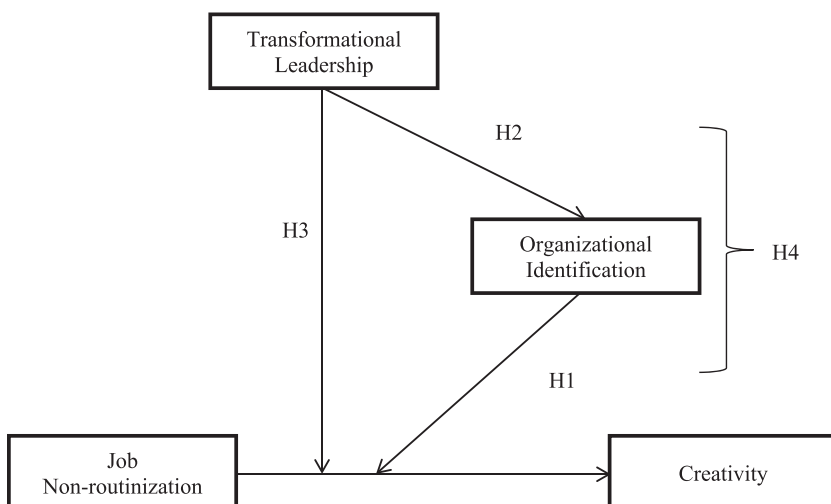 Transformational
Leadership
H2
H3
Organizational
Identification
H4
H1
Job
Non-routinization
Creativity